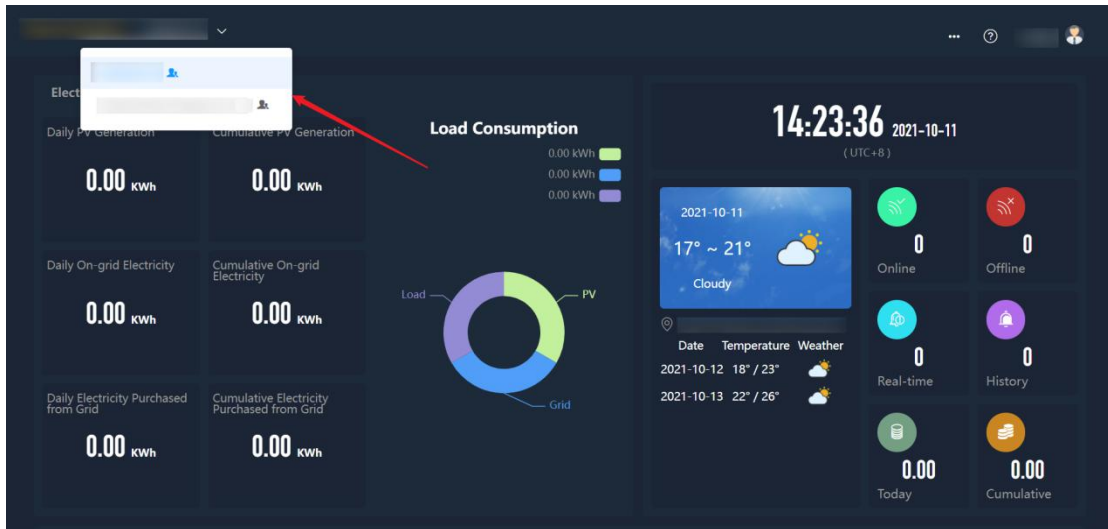 Elect
Daily PV Generation
Cumulative PV Generation
0.00 KWh
0.00 KWh
Daily On-grid Electricity
Cumulative On-grid
Electricity
0.00 KWh
0.00 KWh
Daily Electricity Purchased
from Grid
Cumulative Electricity
Purchased from Grid
0.00 KWh
0.00 KWh
Load Consumption
0.00 kWh
0.00 kWh
0.00 kWh
Load
PV
Grid
14:23:36 2021-10-11
( UTC+8 )
2021-10-11
17° ~ 21°
Cloudy
Date Temperature Weather
2021-10-12 18° / 23°
2021-10-13 22° / 26°
0
Online
0
Offline
0
Real-time
0
History
0.00
Today
0.00
Cumulative